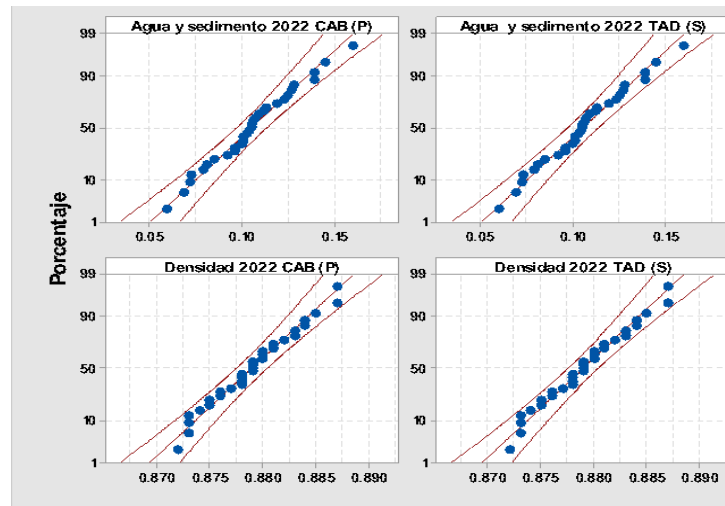 Agua y sedimento 2022 CAB (P)
Agua y sedimento 2022 TAD (S)
99
90
50
10
1
99
90
50
10
1
0.05 0.10 0.15
0.05 0.10 0.15
Porcentaje
Densidad 2022 CAB (P)
Densidad 2022 TAD (S)
99
90
50
10
1
99
90
50
10
1
0.870 0.875 0.880 0.885 0.890
0.870 0.875 0.880 0.885 0.890